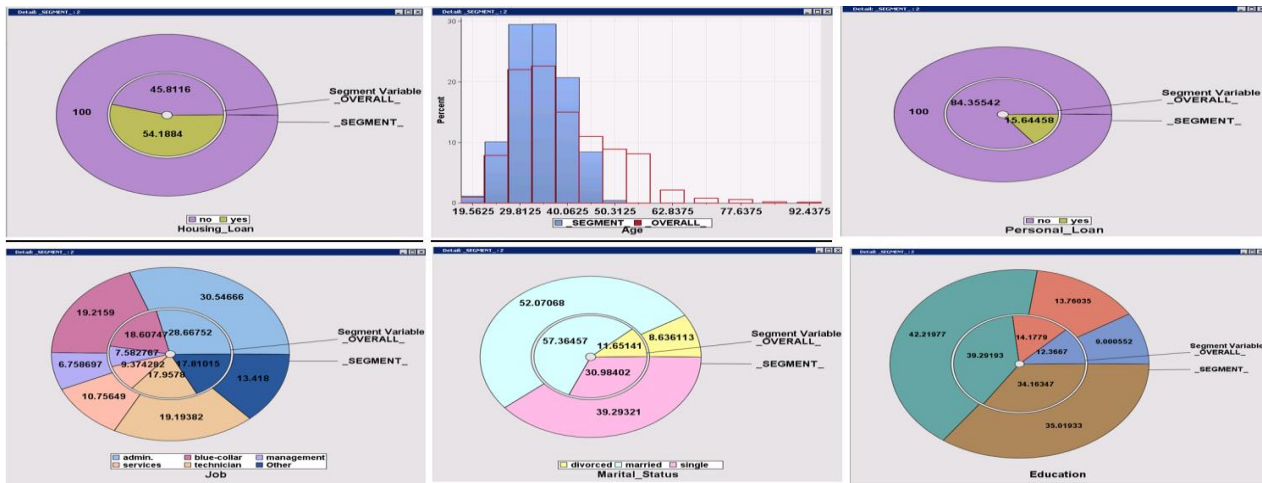 Detail: _SEGMENT_: 2
45.8116
Segment Variable
_OVERALL_
100
_SEGMENT_
54.1884
no yes
Housing_Loan
Detail: _SEGMENT_: 2
30
20
10
0
Percent
19.5625 29.8125 40.0625 50.3125 62.8375 77.6375 92.4375
_SEGMENT_ _OVERALL_
Age
Detail: _SEGMENT_: 2
84.35542
Segment Variable
_OVERALL_
100
15.64458
_SEGMENT_
no yes
Personal_Loan
Detail: _SEGMENT_: 2
30.54666
19.2159
18.60747
28.66752
Segment Variable
_OVERALL_
7.582767
_SEGMENT_
6.758697
9.374282
17.81015
13.418
17.9578
10.75649
19.19382
admin. blue-collar management
services technician Other
Job
Detail: _SEGMENT_: 2
52.07068
57.36457
11.65141
8.636113
Segment Variable
_OVERALL_
30.98402
_SEGMENT_
39.29321
divorced married single
Marital_Status
Detail: _SEGMENT_: 2
13.76035
42.21977
14.1779
39.29193
12.3667
Segment Variable
_OVERALL_
_SEGMENT_
34.16347
35.01933
Education